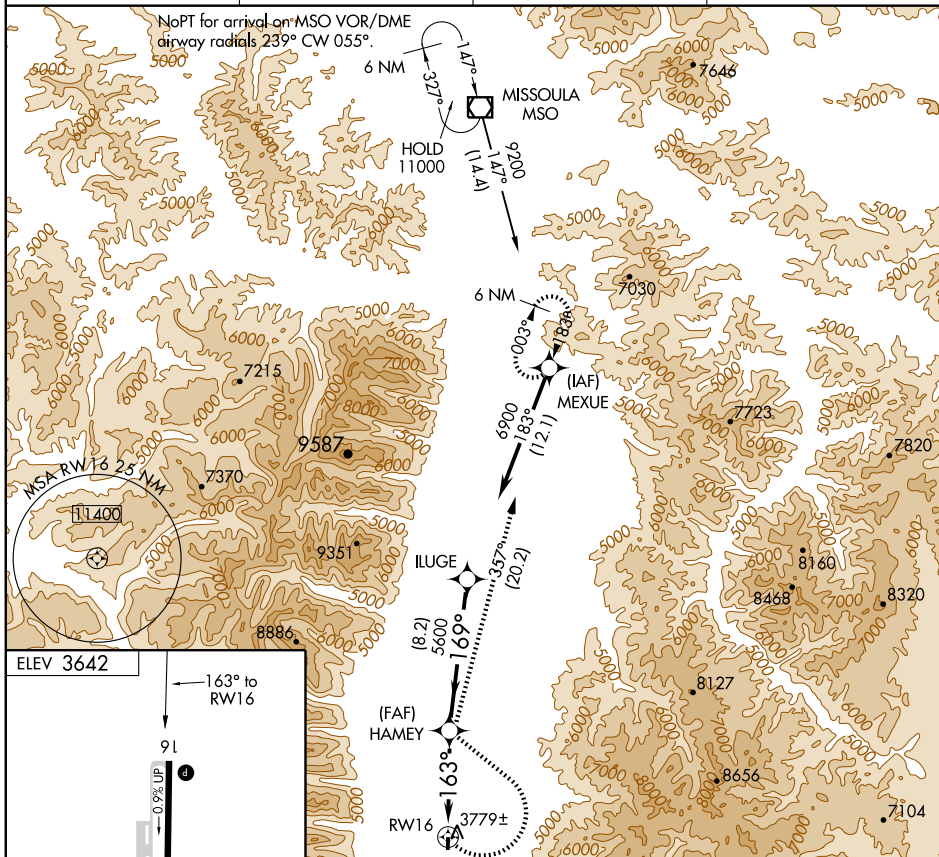 NoPT for arrival on MSO VOR/DME
airway radials 239° CW 055°.
6 NM
147°
327°
HOLD
11000
MISSOULA
MSO
9200
147°
(14.4)
5000
6000
7646
7030
6 NM
003°
183°
(IAF)
MEXUE
6900
183°
(12.1)
7215
9587
7370
9351
8886
7000
8000
7723
7820
8160
8468
8320
8127
8656
7104
MSA RW16 25 NM
11400
ILUGE
(8.2)
5600
169°
357°
(20.2)
(FAF)
HAMEY
163°
RW16
3779±
ELEV 3642
163° to
RW16
16
P
0.9% UP